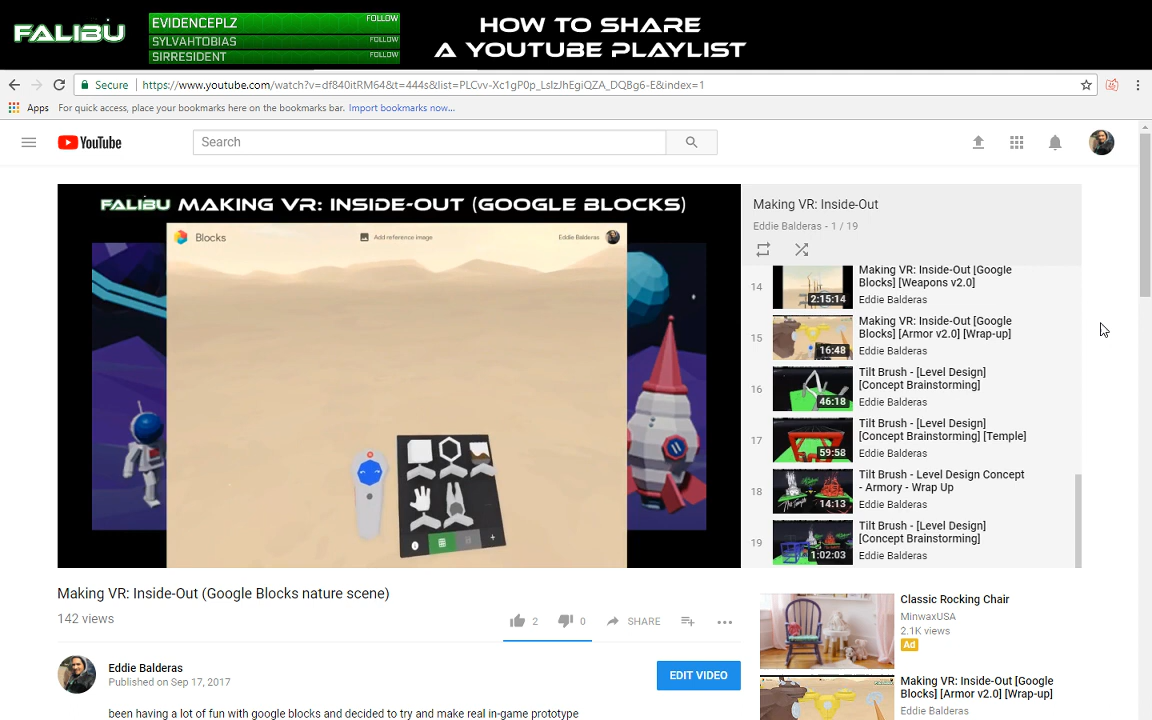 FALIBU
EVIDENCEPLZ FOLLOW
SYLVAHTOBIAS FOLLOW
SIRRESIDENT FOLLOW
HOW TO SHARE
A YOUTUBE PLAYLIST
Secure https://www.youtube.com/watch?v=df840itRM64&t=444s&list=PLCvv-Xc1gP0p_LsIzJhEgiQZA_DQBg6-E&index=1
Apps For quick access, place your bookmarks here on the bookmarks bar. Import bookmarks now...
YouTube
Search
FALIBU MAKING VR: INSIDE-OUT (GOOGLE BLOCKS)
Blocks Add reference image Eddie Balderas
Making VR: Inside-Out
Eddie Balderas - 1 / 19
14 2:15:14
Making VR: Inside-Out [Google
Blocks] [Weapons v2.0]
Eddie Balderas
15 16:48
Making VR: Inside-Out [Google
Blocks] [Armor v2.0] [Wrap-up]
Eddie Balderas
16 46:18
Tilt Brush - [Level Design]
[Concept Brainstorming]
Eddie Balderas
17 59:58
Tilt Brush - [Level Design]
[Concept Brainstorming] [Temple]
Eddie Balderas
18 14:13
Tilt Brush - Level Design Concept
- Armory - Wrap Up
Eddie Balderas
19 1:02:03
Tilt Brush - [Level Design]
[Concept Brainstorming]
Eddie Balderas
Making VR: Inside-Out (Google Blocks nature scene)
142 views
2 0 SHARE
Eddie Balderas
Published on Sep 17, 2017
EDIT VIDEO
been having a lot of fun with google blocks and decided to try and make real in-game prototype
Classic Rocking Chair
MinwaxUSA
2.1K views
Ad
Making VR: Inside-Out [Google
Blocks] [Armor v2.0] [Wrap-up]
Eddie Balderas